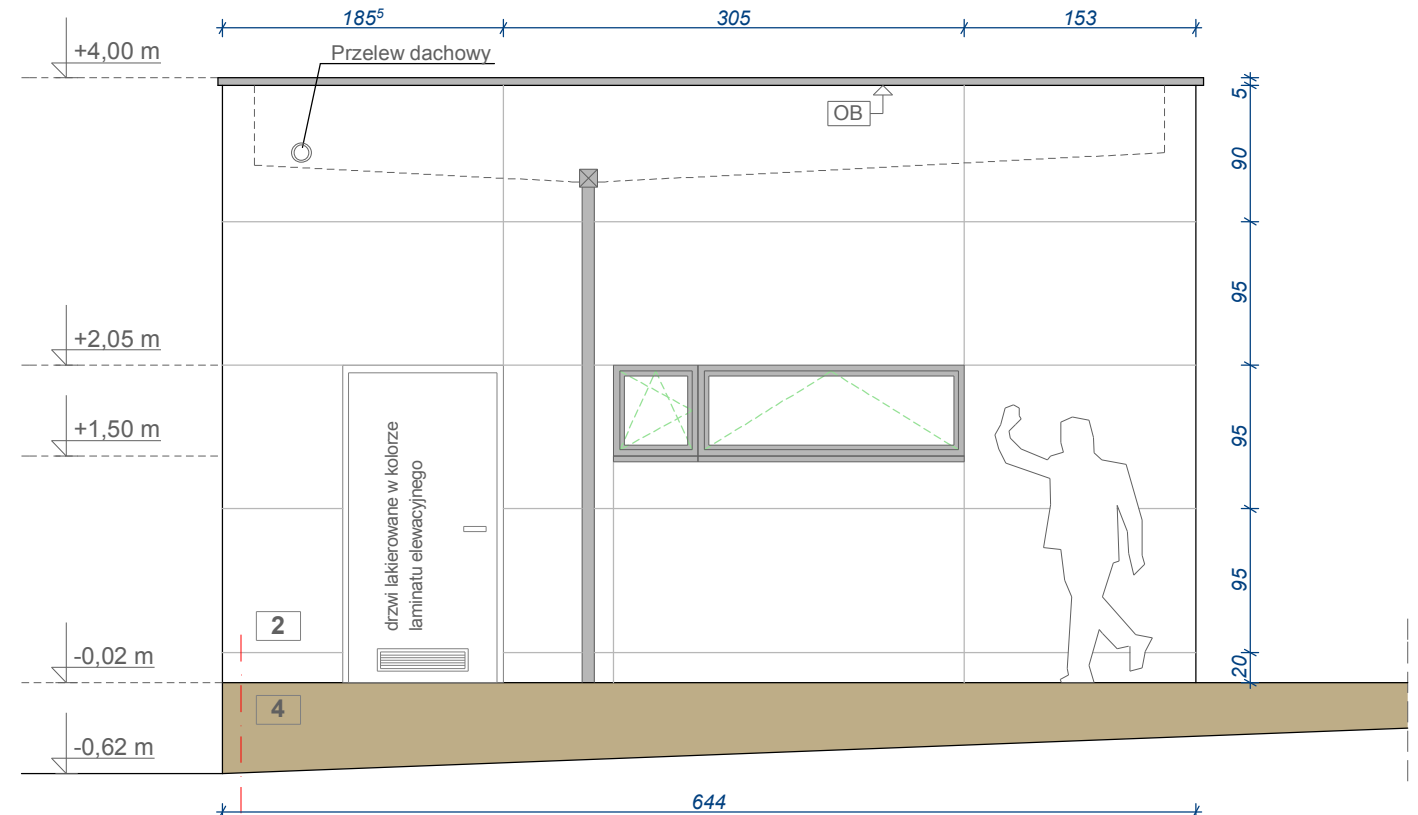 185⁵
305
153
+4,00 m
Przelew dachowy
OB
5
90
95
+2,05 m
+1,50 m
95
drzwi lakierowane w kolorze
laminatu elewacyjnego
95
2
-0,02 m
20
4
-0,62 m
644